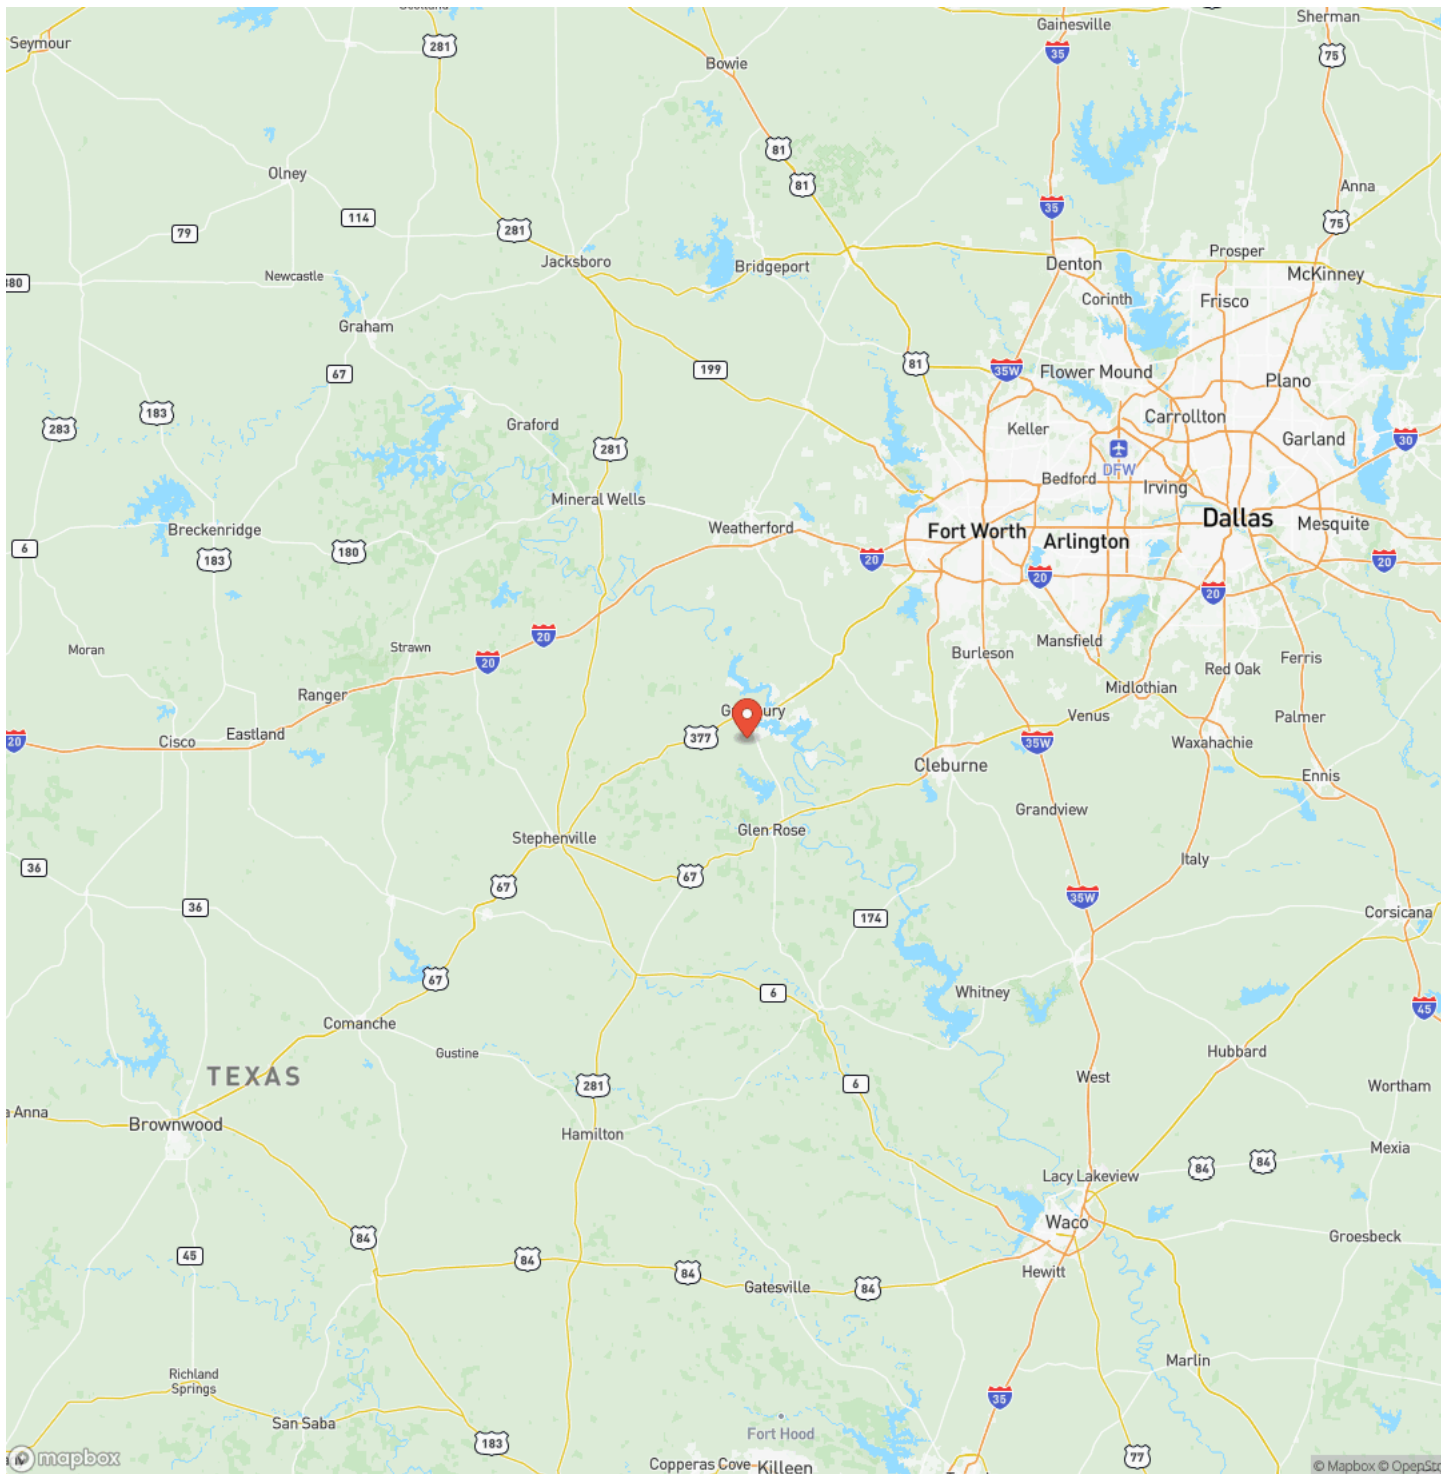 Seymour
281
Gainesville
Sherman
35
75
Bowie
81
81
Olney
Anna
114
79
281
35
75
Jacksboro
Newcastle
Bridgeport
Denton
Prosper
McKinney
380
Corinth
Frisco
Graham
67
199
81
35W
Flower Mound
Plano
183
283
Graford
Carrollton
Keller
Garland
30
281
DFW
Bedford
Irving
Mineral Wells
Breckenridge
Weatherford
Fort Worth
Arlington
Dallas
Mesquite
6
183
180
20
20
20
20
Moran
Strawn
20
20
Mansfield
Burleson
Red Oak
Ferris
Ranger
Midlothian
Venus
Palmer
20
Cisco
Eastland
377
35W
Waxahachie
Cleburne
Ennis
Grandview
Stephenville
Glen Rose
Italy
36
67
67
36
174
35W
Corsicana
67
6
Whitney
45
Comanche
Gustine
Hubbard
TEXAS
281
6
West
Wortham
a Anna
Brownwood
Hamilton
Mexia
84
84
Lacy Lakeview
Waco
84
45
84
84
Gatesville
84
Groesbeck
Hewitt
Richland
Springs
Marlin
35
San Saba
183
Fort Hood
77
Copperas Cove
Killeen
mapbox
© Mapbox © OpenStr